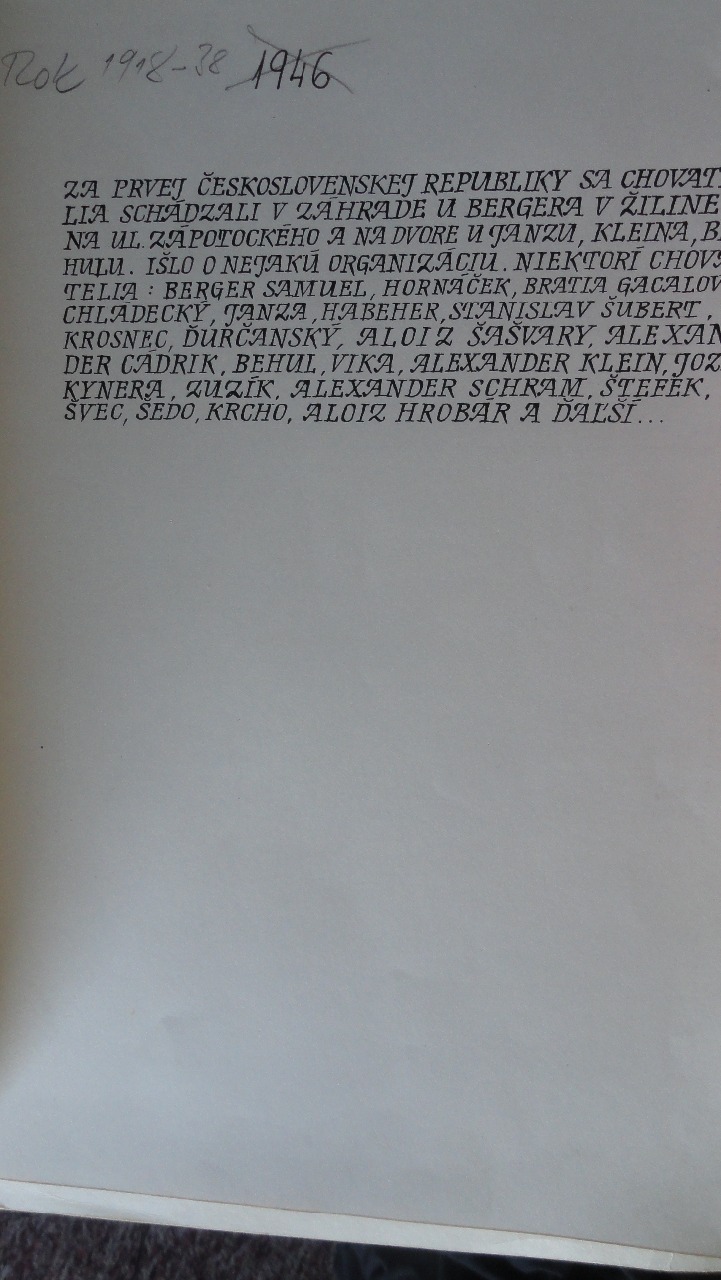 Rok 1918-38 1946
ZA PRVEJ ČESKOSLOVENSKEJ REPUBLIKY SA CHOVAT
LIA SCHÁDZALI V ZÁHRADE U BERGERA V ŽILINE
NA UL. ZÁPOTOCKÉHO A NA DVORE U JANZU, KLEINA, B
HULU. IŠLO O NEJAKÚ ORGANIZÁCIU. NIEKTORÍ CHOV
TELIA : BERGER SAMUEL, HORNÁČEK, BRATIA GACALOV
CHLÁDECKÝ, JANZA, HABEHER, STANISLAV ŠUBERT,
KROSNEC, ĎURČANSKÝ, ALOIZ ŠAŠVARY, ALEXAN
DER CÁDRIK, BEHUL, VIKA, ALEXANDER KLEIN, JOZ
KYNERA, ZUZÍK, ALEXANDER SCHRAM, ŠTEFEK,
ŠVEC, ŠEDO, KRCHO, ALOIZ HROBÁR A ĎAĽŠÍ...